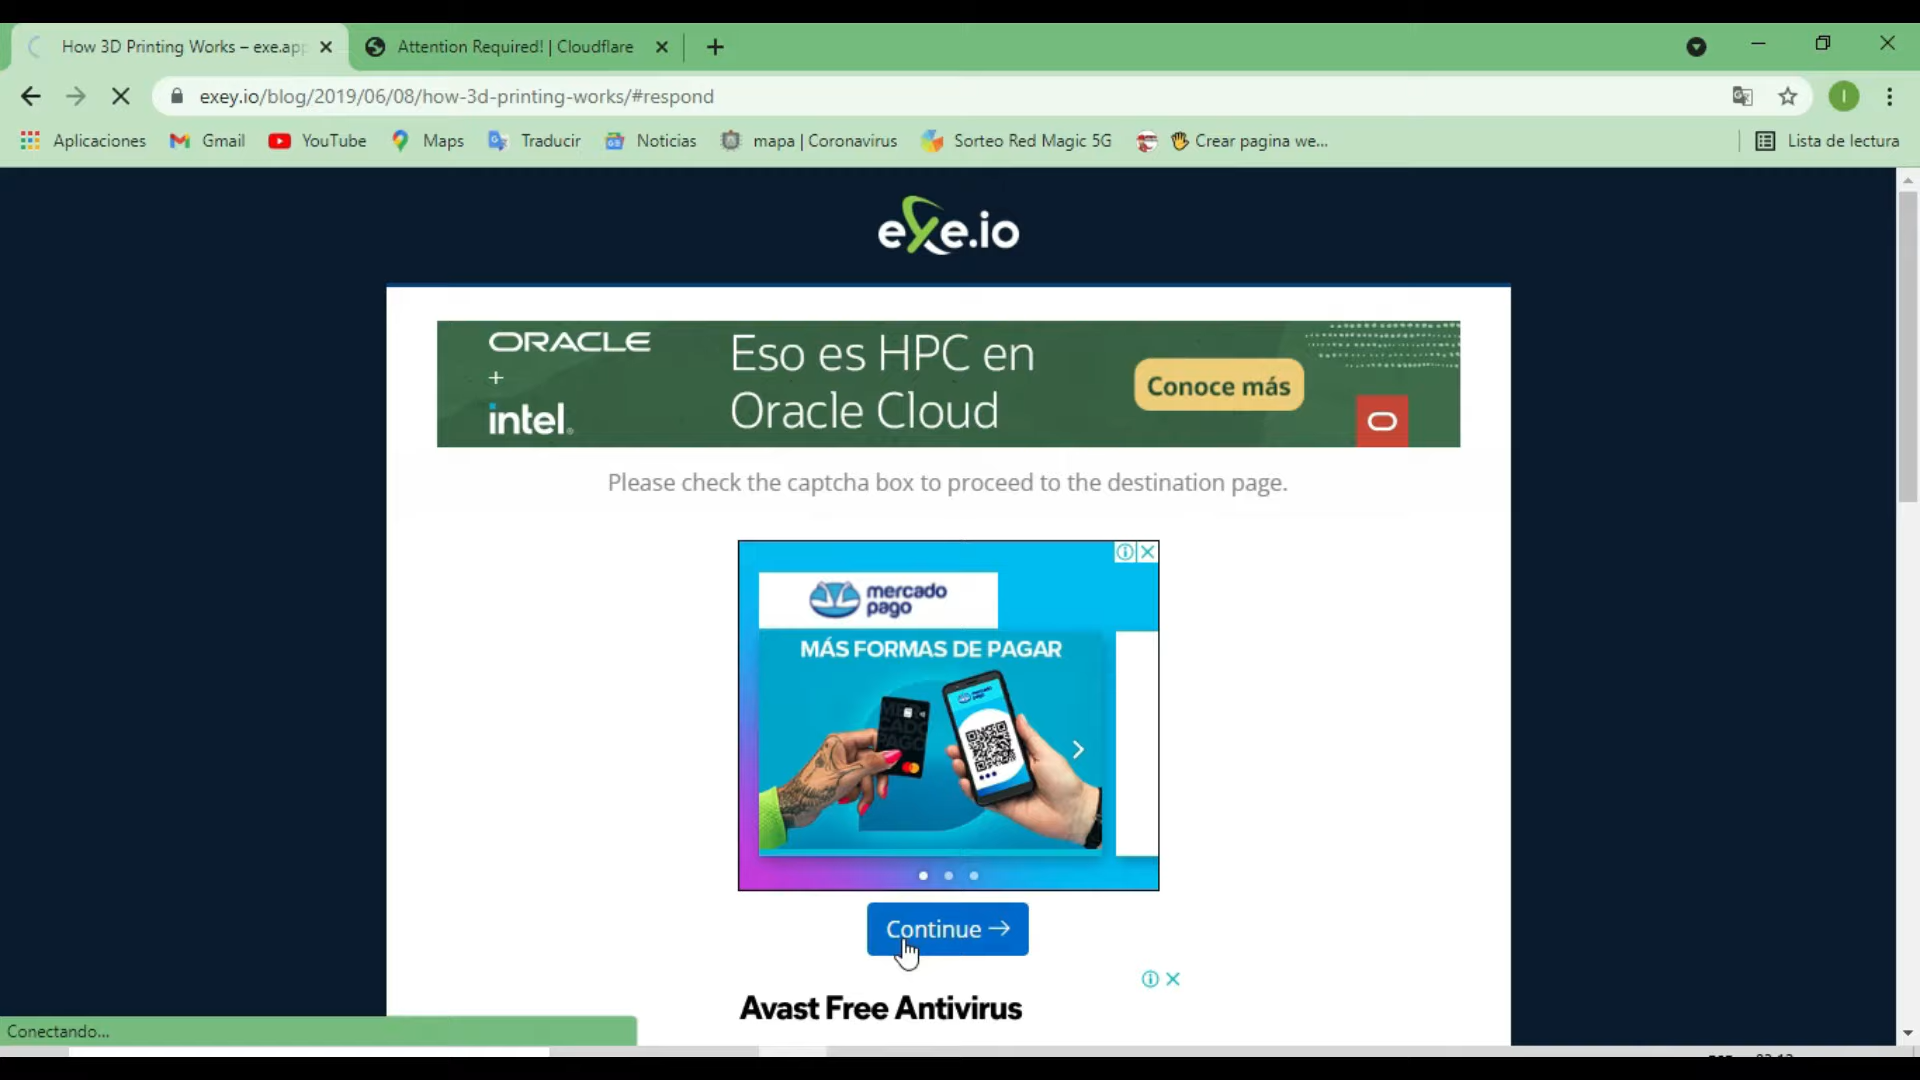 How 3D Printing Works – exe.app
Attention Required! | Cloudflare
exey.io/blog/2019/06/08/how-3d-printing-works/#respond
I
Aplicaciones
Gmail
YouTube
Maps
Traducir
Noticias
mapa | Coronavirus
Sorteo Red Magic 5G
Crear pagina we...
Lista de lectura
exe.io
ORACLE
+
intel.
Eso es HPC en
Oracle Cloud
Conoce más
Please check the captcha box to proceed to the destination page.
mercado
pago
MÁS FORMAS DE PAGAR
Continue →
Avast Free Antivirus
Conectando...